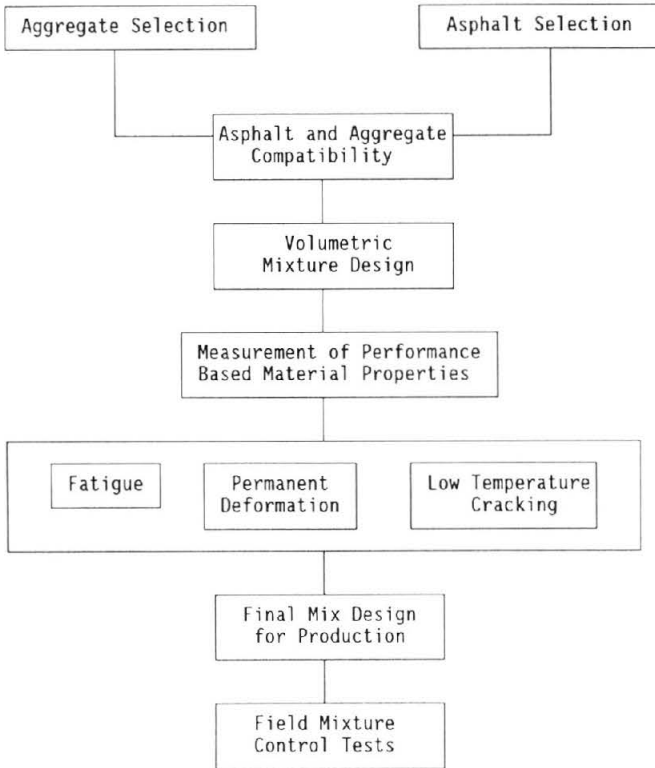 Aggregate Selection
Asphalt Selection
Asphalt and Aggregate
Compatibility
Volumetric
Mixture Design
Measurement of Performance
Based Material Properties
Fatigue
Permanent
Deformation
Low Temperature
Cracking
Final Mix Design
for Production
Field Mixture
Control Tests